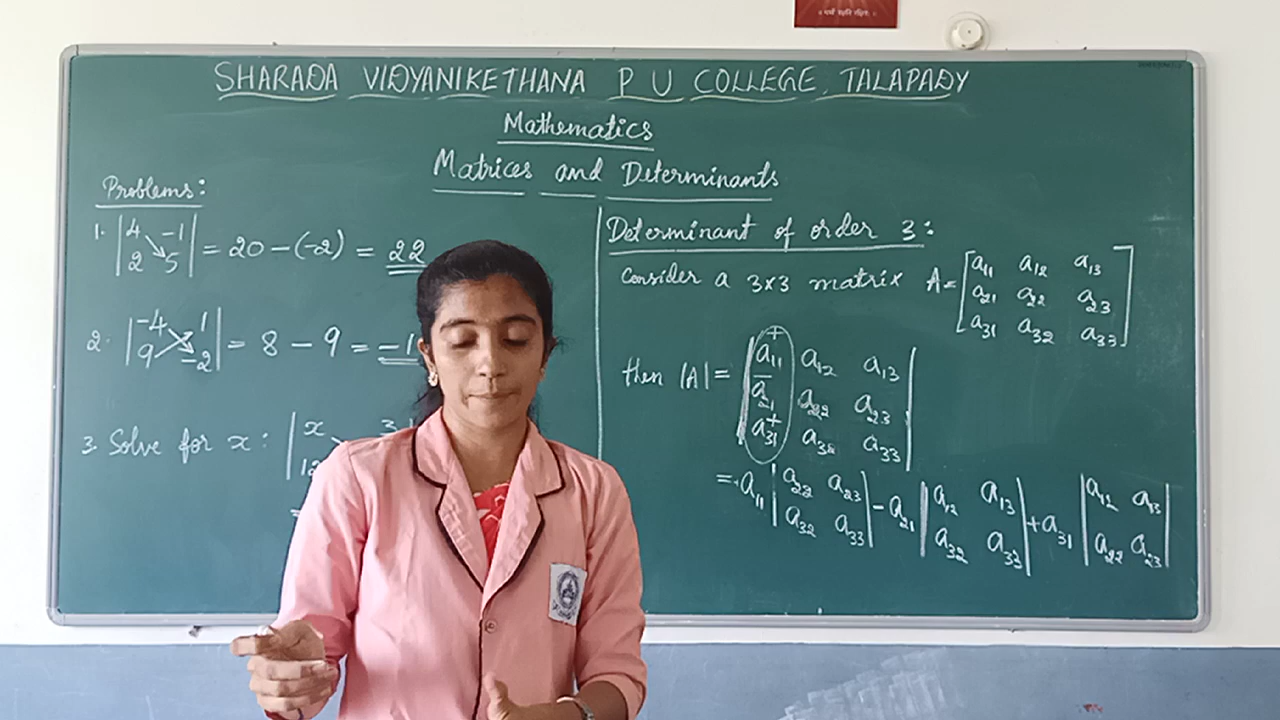 SHARADA VIDYANIKETHANA P U COLLEGE, TALAPADY
Mathematics
Matrices and Determinants
Problems:
1. |4 -1| = 20 - (-2) = 22
|2 5|
2. |-4 1| = 8 - 9 = -1
|9 -2|
3. Solve for x: |x 3
|12
=
Determinant of order 3:
Consider a 3x3 matrix A = [a11 a12 a13]
[a21 a22 a23]
[a31 a32 a33]
then |A| = |a11 a12 a13|
|a21 a22 a23|
|a31 a32 a33|
= +a11 |a22 a23| - a21 |a12 a13| + a31 |a12 a13|
|a32 a33| |a32 a33| |a22 a23|